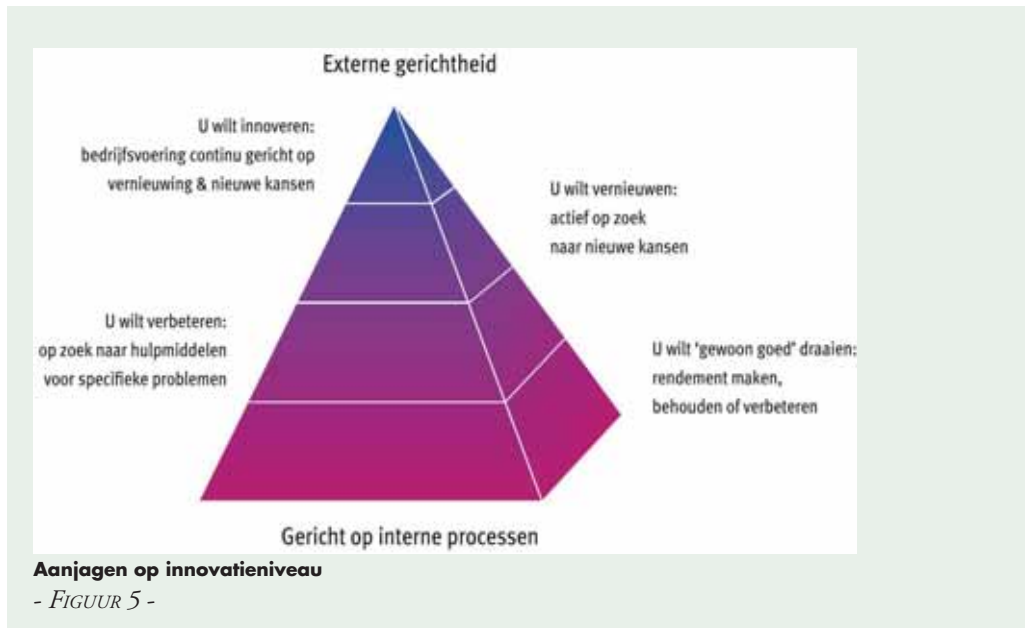 Externe gerichtheid
U wilt innoveren:
bedrijfsvoering continu gericht op
vernieuwing & nieuwe kansen
U wilt vernieuwen:
actief op zoek
naar nieuwe kansen
U wilt verbeteren:
op zoek naar hulpmiddelen
voor specifieke problemen
U wilt 'gewoon goed' draaien:
rendement maken,
behouden of verbeteren
Gericht op interne processen
Aanjagen op innovatieniveau
- FIGUUR 5 -